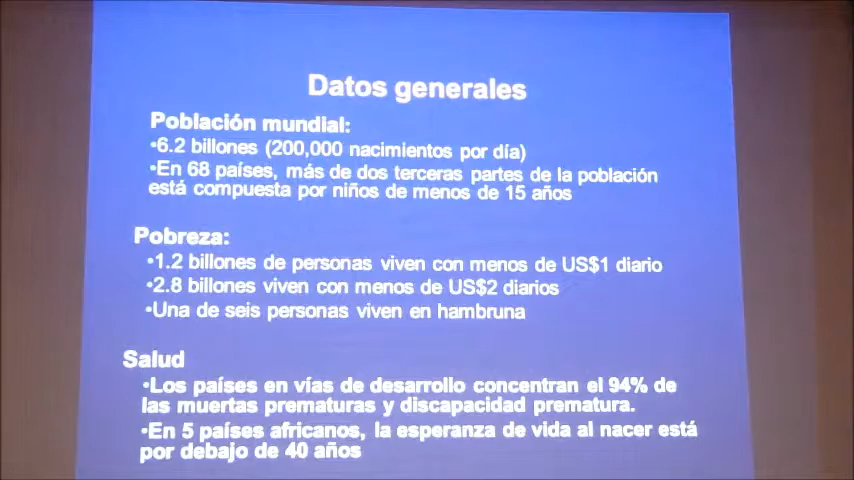 Datos generales
Población mundial:
•6.2 billones (200,000 nacimientos por día)
•En 68 países, más de dos terceras partes de la población
está compuesta por niños de menos de 15 años
Pobreza:
•1.2 billones de personas viven con menos de US$1 diario
•2.8 billones viven con menos de US$2 diarios
•Una de seis personas viven en hambruna
Salud
•Los países en vías de desarrollo concentran el 94% de
las muertas prematuras y discapacidad prematura.
•En 5 países africanos, la esperanza de vida al nacer está
por debajo de 40 años